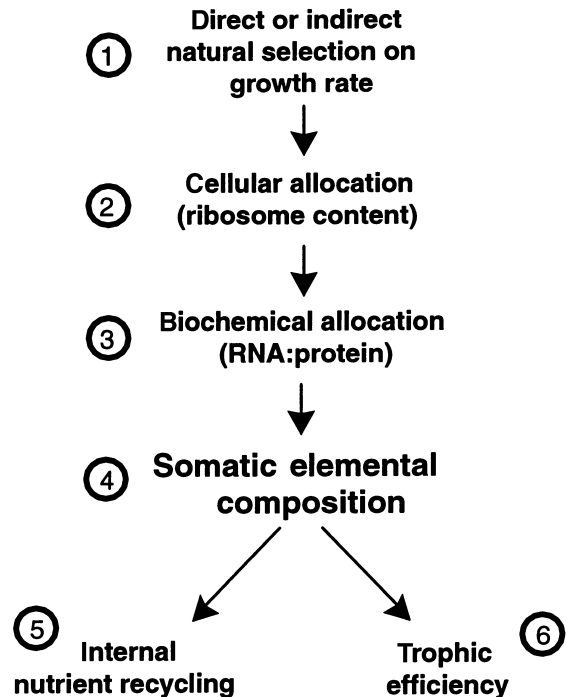 Direct or indirect
1 natural selection on
growth rate
Cellular allocation
2 (ribosome content)
Biochemical allocation
3 (RNA:protein)
Somatic elemental
4 composition
5 6
Internal Trophic
nutrient recycling efficiency